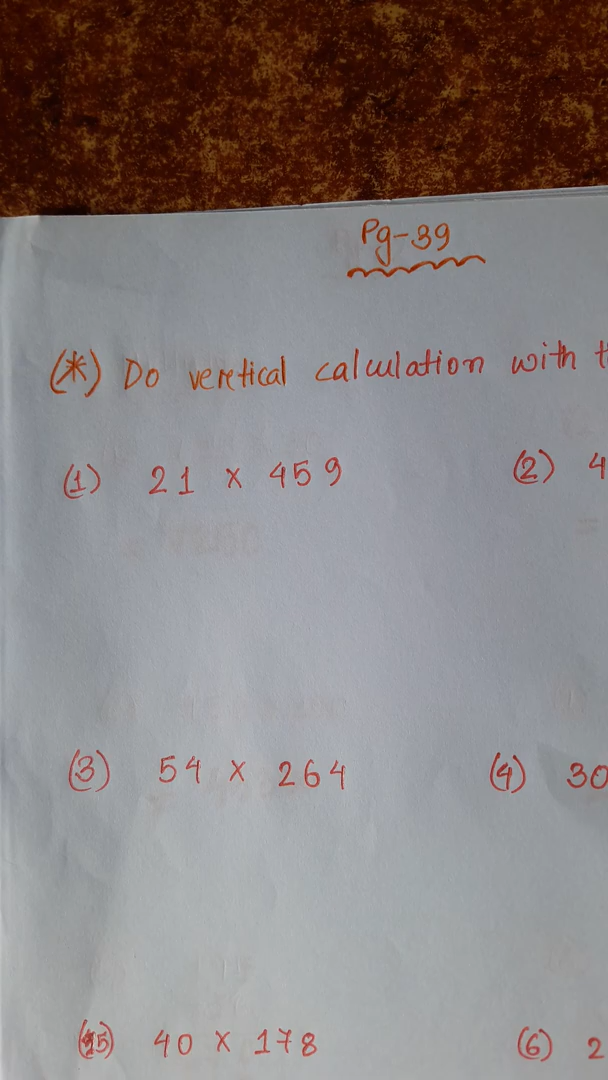 Pg-39
(*) Do veretical calculation with t
(1) 21 x 459 (2) 4
(3) 54 x 264 (4) 30
(5) 40 x 178 (6) 2